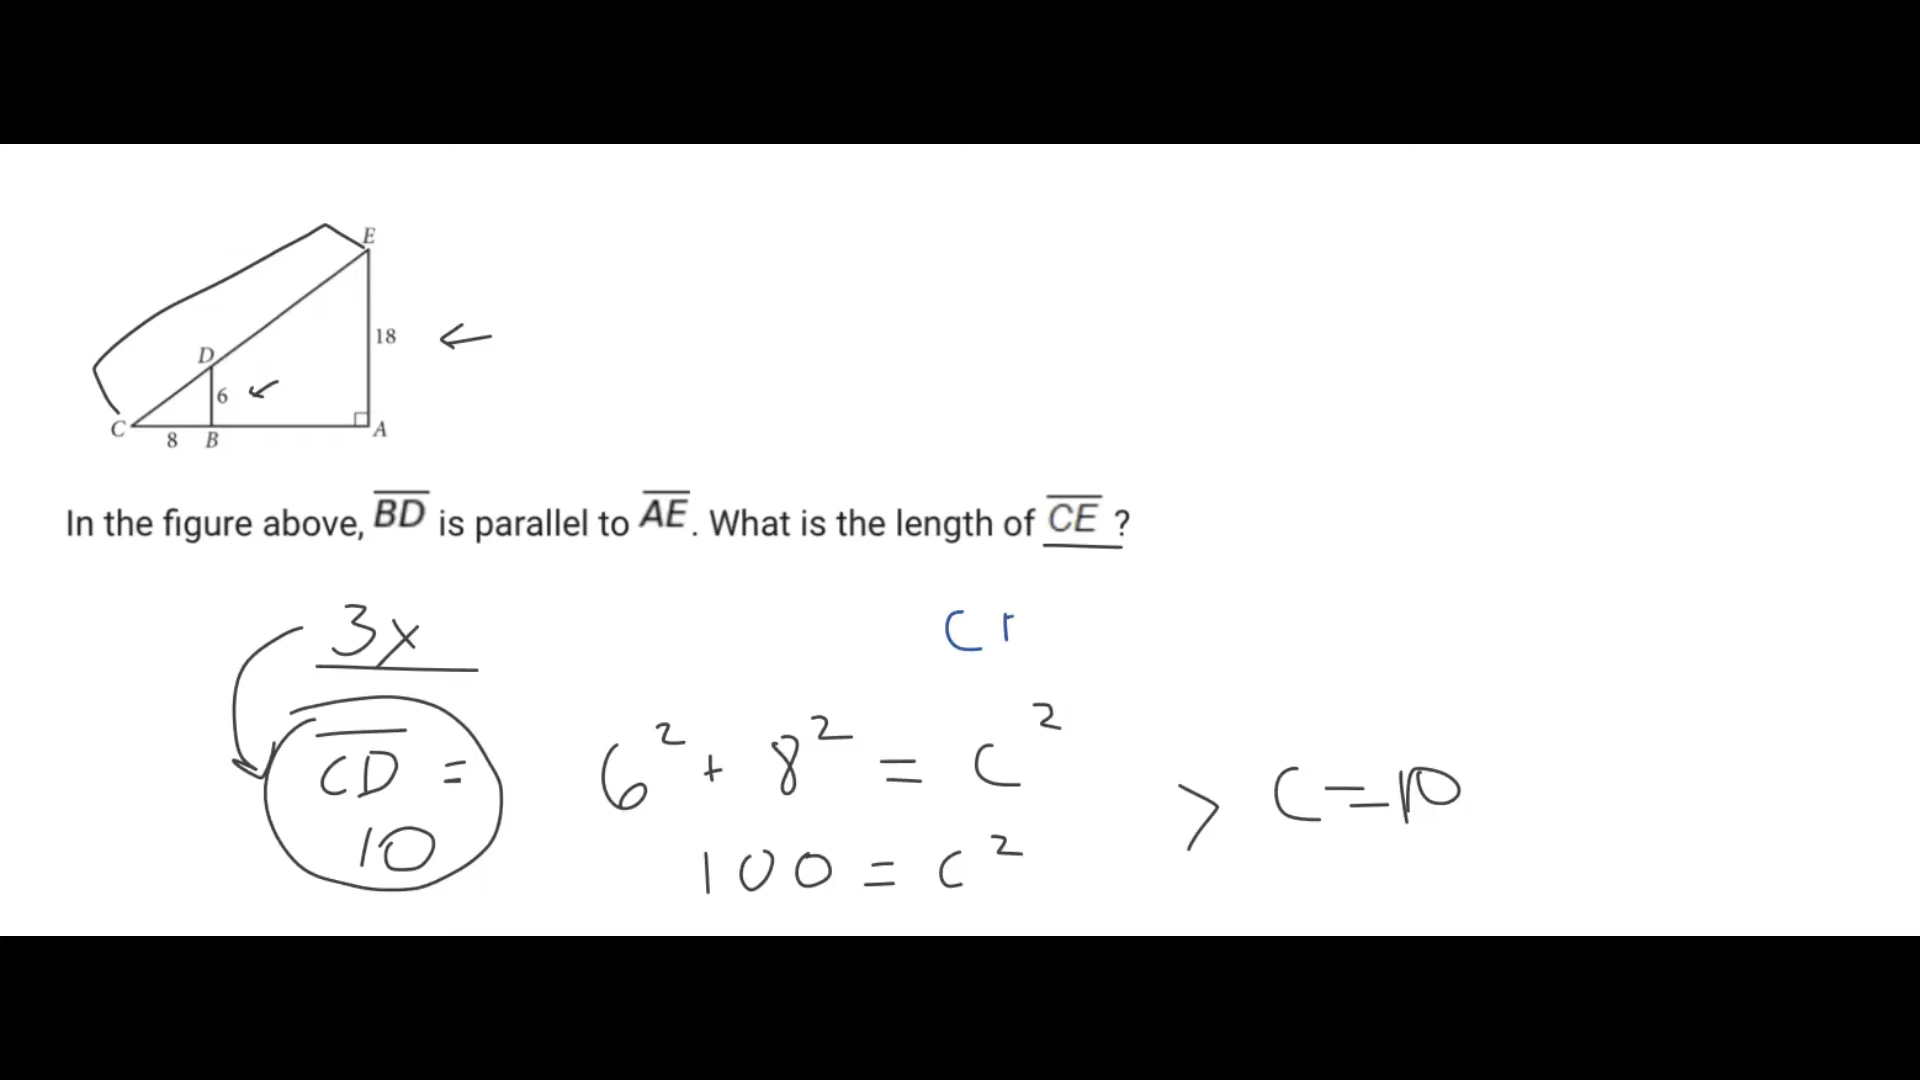 E
18
D
6
C
8
B
A
In the figure above, BD is parallel to AE. What is the length of CE ?
3x
C
CD =
10
6² + 8² = c²
100 = c²
> C=10